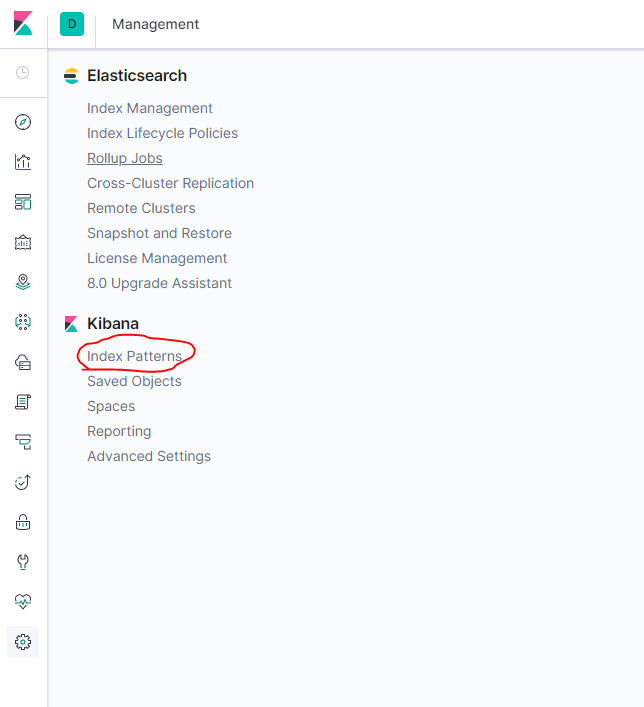 D Management
Elasticsearch
Index Management
Index Lifecycle Policies
Rollup Jobs
Cross-Cluster Replication
Remote Clusters
Snapshot and Restore
License Management
8.0 Upgrade Assistant
Kibana
Index Patterns
Saved Objects
Spaces
Reporting
Advanced Settings